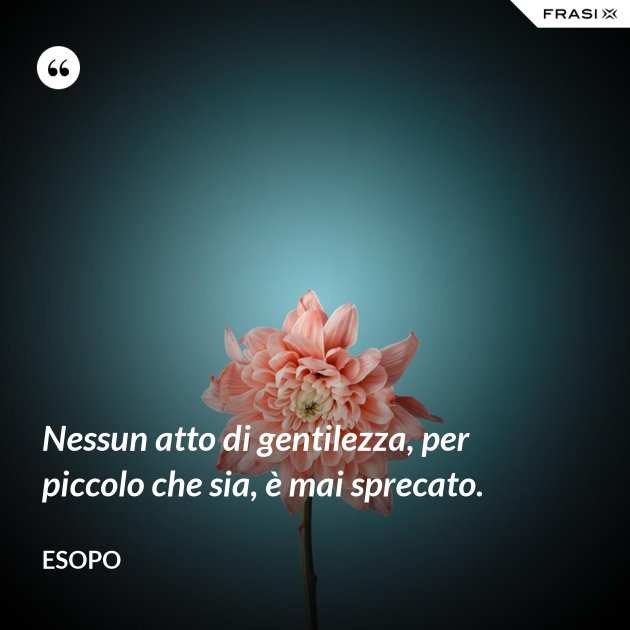 FRASI X
Nessun atto di gentilezza, per
piccolo che sia, è mai sprecato.
ESOPO